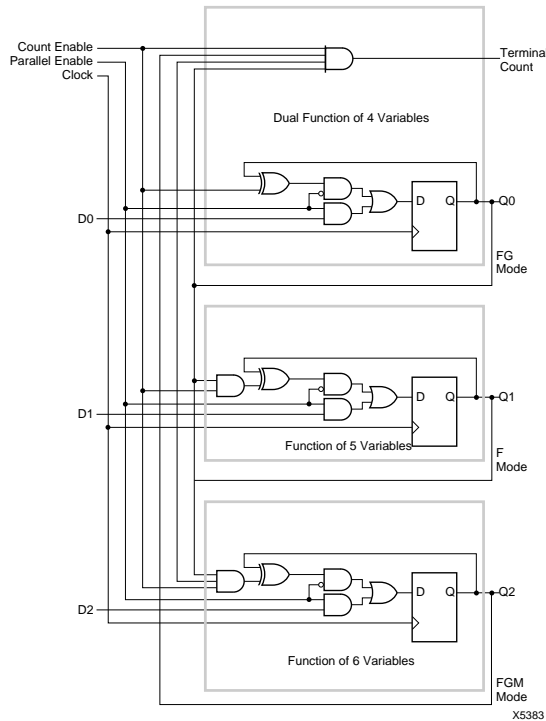 Count Enable
Parallel Enable
Clock
Termina
Count
Dual Function of 4 Variables
D Q
Q0
D0
FG
Mode
D Q
Q1
D1
Function of 5 Variables
F
Mode
D Q
Q2
D2
Function of 6 Variables
FGM
Mode
X5383